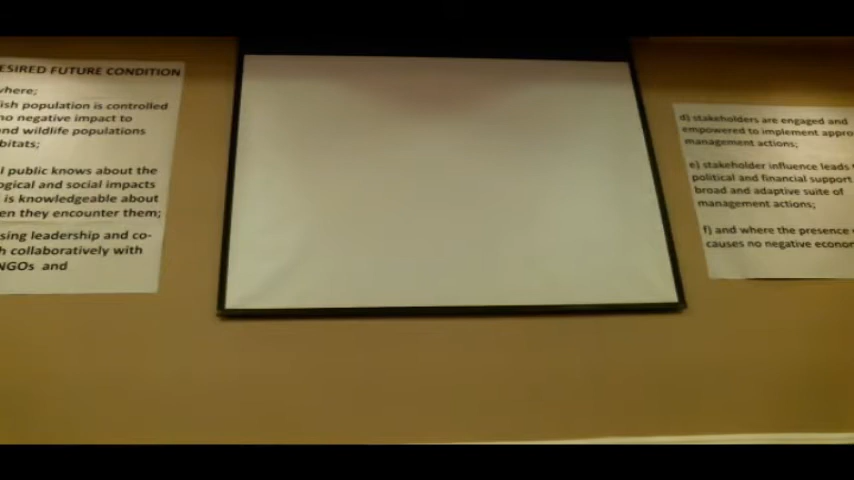 ESIRED FUTURE CONDITION
where;
ish population is controlled
no negative impact to
and wildlife populations
bitats;
l public knows about the
ogical and social impacts
is knowledgeable about
en they encounter them;
sing leadership and co-
h collaboratively with
NGOs and
d) stakeholders are engaged and
empowered to implement appro
management actions;
e) stakeholder influence leads
political and financial support
broad and adaptive suite of
management actions;
f) and where the presence
causes no negative econor